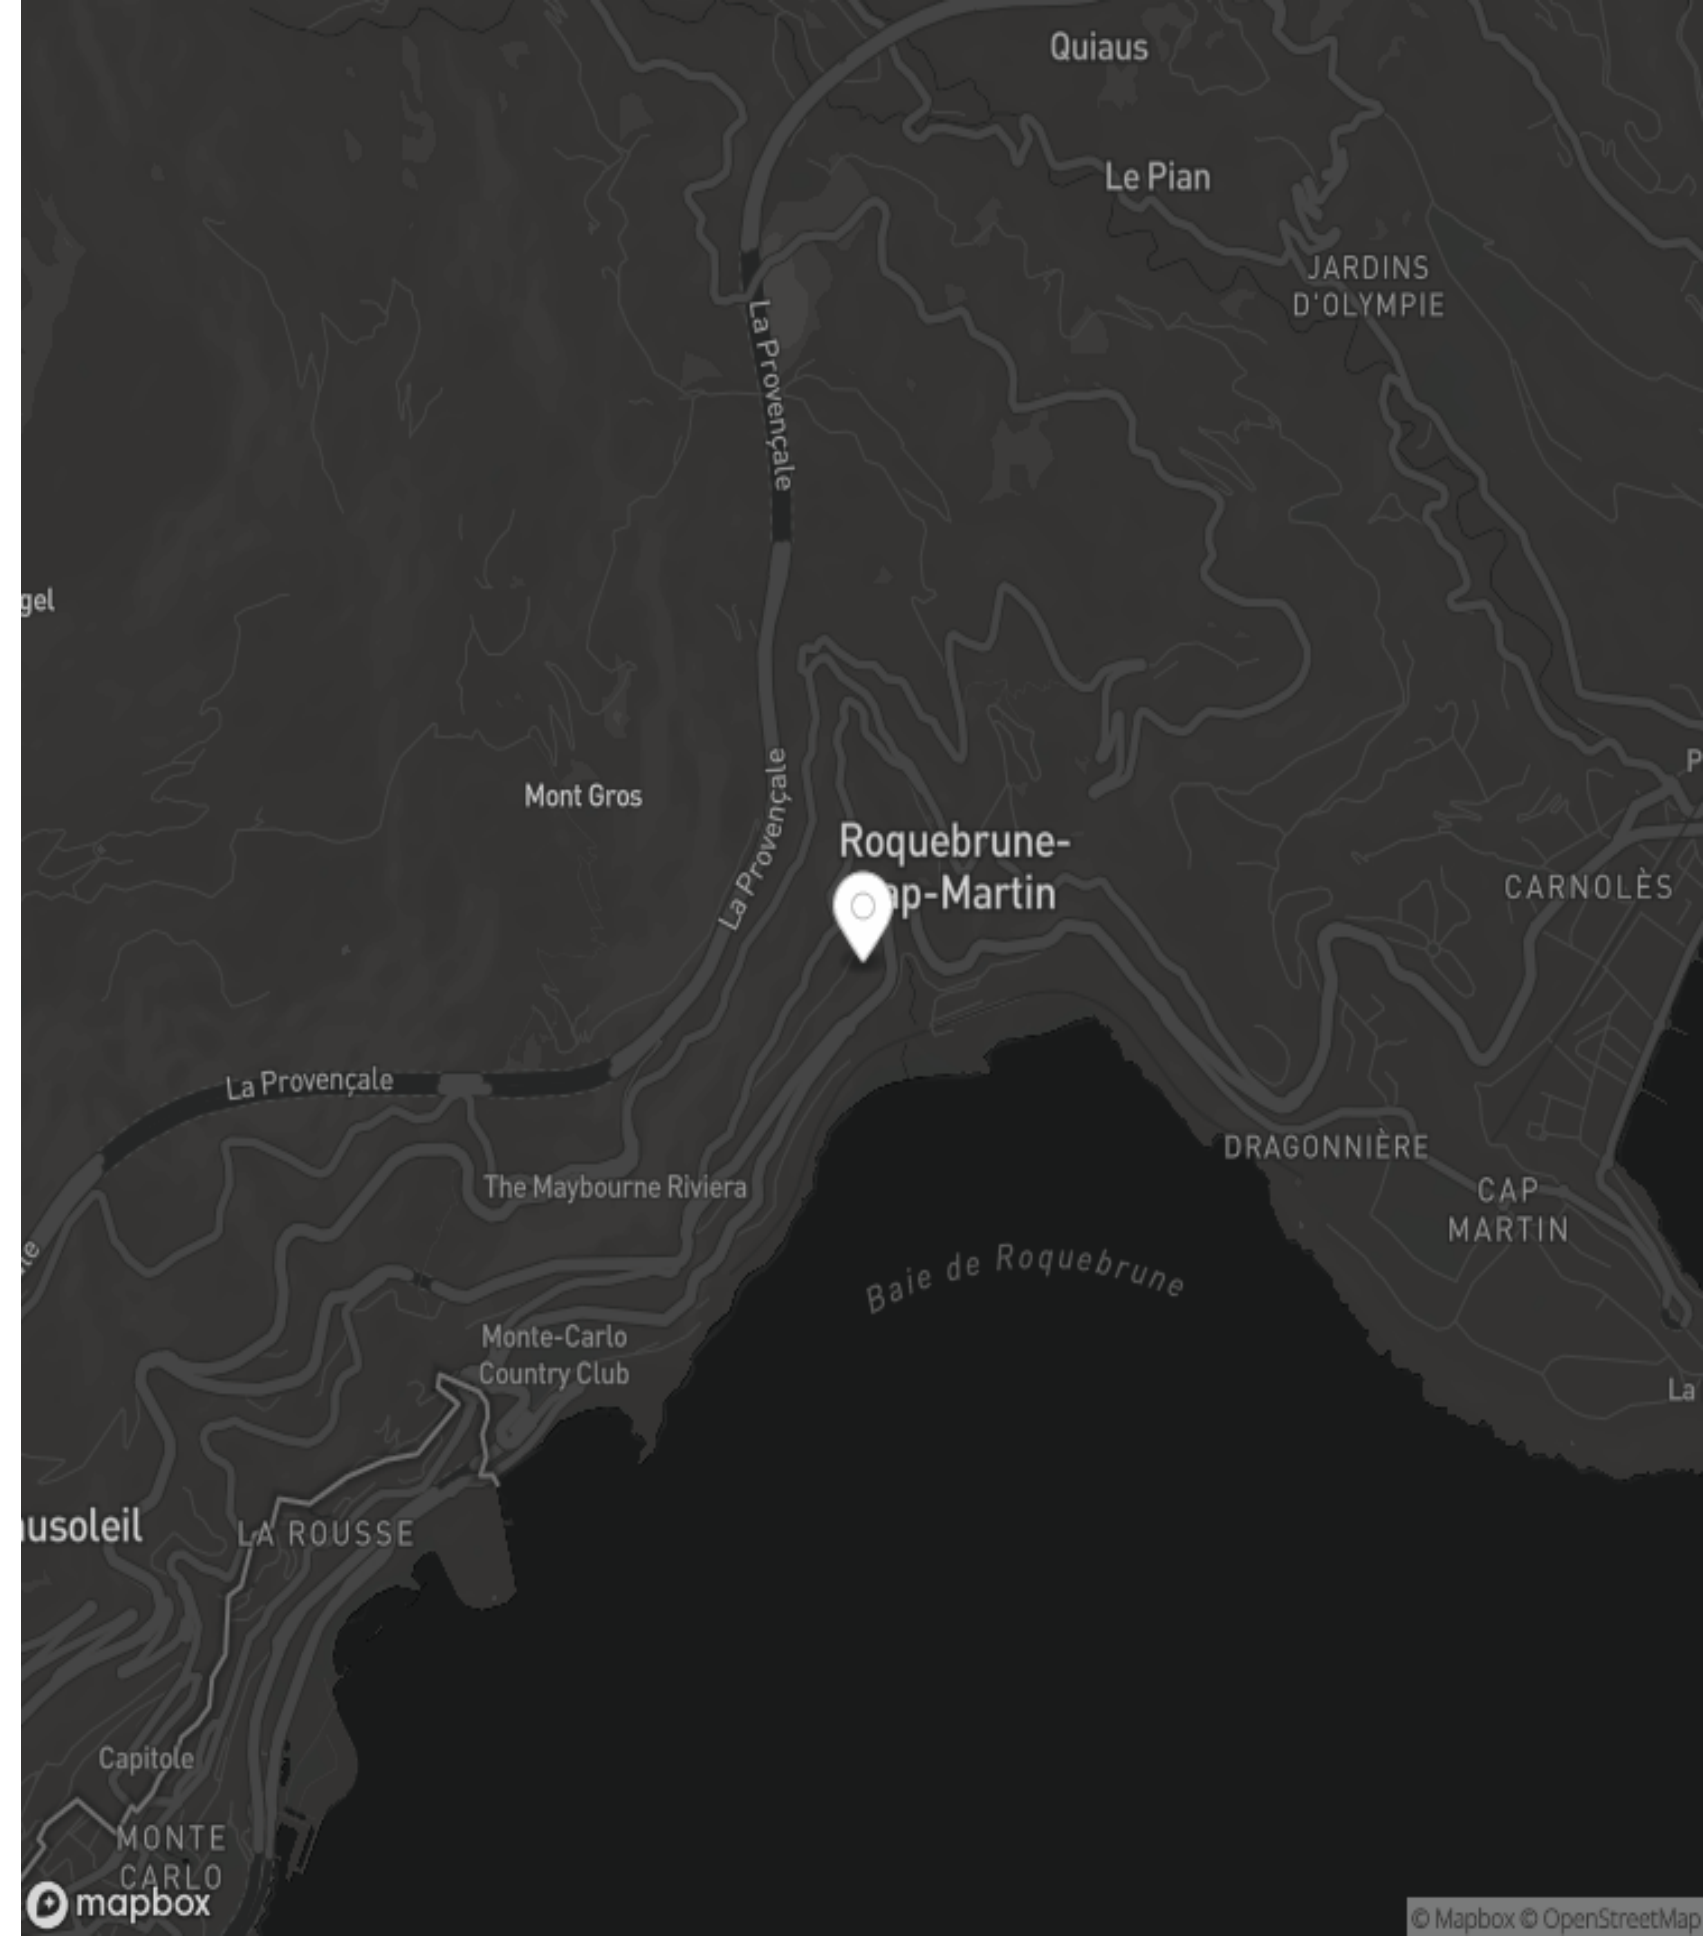 Quiaus
Le Pian
JARDINS
D'OLYMPIE
La Provençale
gel
La Provençale
Mont Gros
Roquebrune-
ap-Martin
P
CARNOLÈS
La Provençale
DRAGONNIÈRE
The Maybourne Riviera
CAP
MARTIN
Baie de Roquebrune
Monte-Carlo
Country Club
La
usoleil
LA ROUSSE
Capitole
MONTE
CARLO
mapbox
© Mapbox © OpenStreetMap